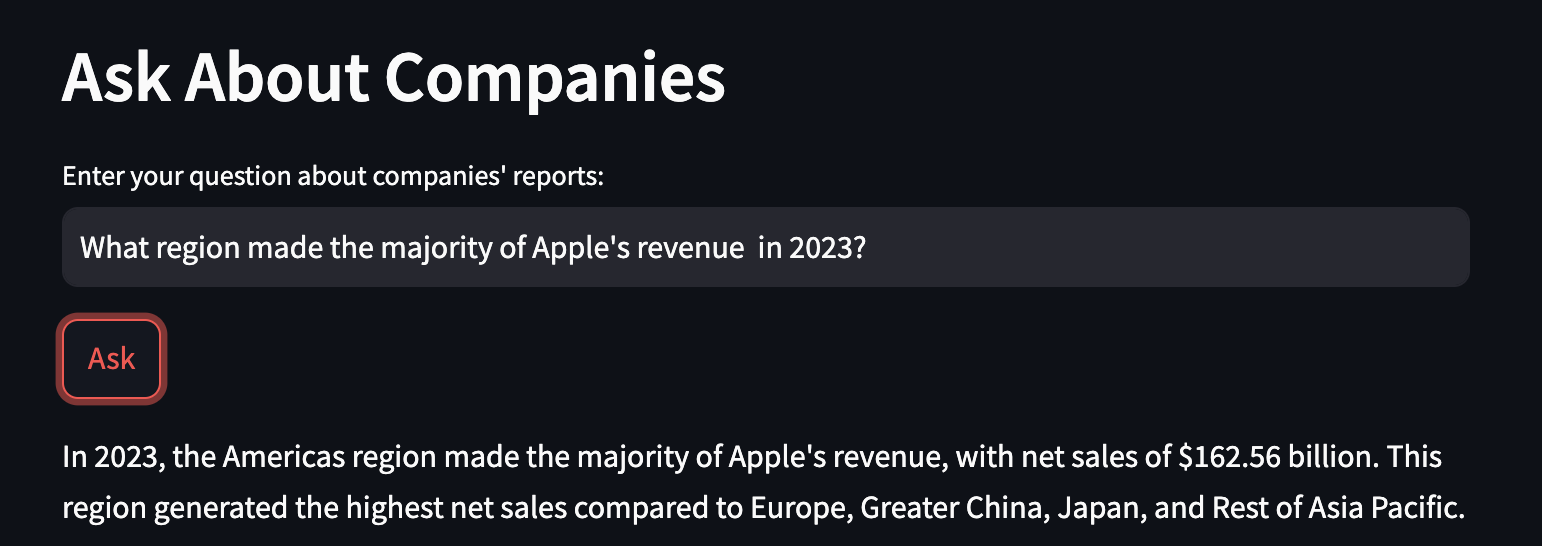 Ask About Companies
Enter your question about companies' reports:
What region made the majority of Apple's revenue  in 2023?
Ask
In 2023, the Americas region made the majority of Apple's revenue, with net sales of $162.56 billion. This
region generated the highest net sales compared to Europe, Greater China, Japan, and Rest of Asia Pacific.